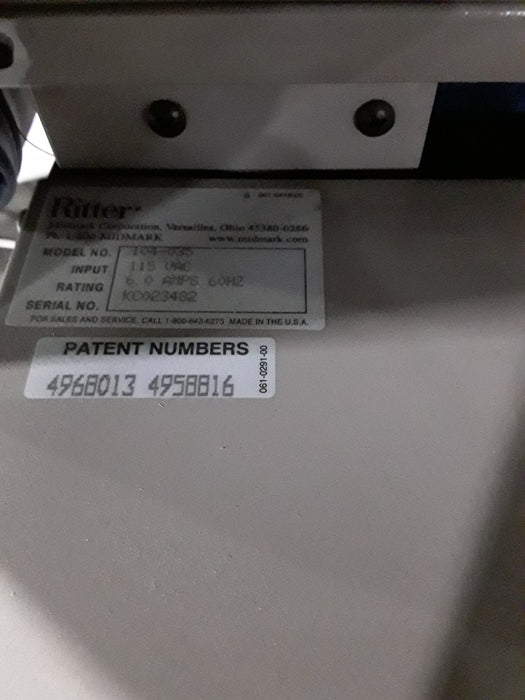 Ritter
Midmark Corporation, Versailles, Ohio 45380-0286
Ph: 1-800-MIDMARK www.midmark.com
MODEL NO. 104-035
INPUT 115 VAC
RATING 6.0 AMPS 60HZ
SERIAL NO. KC023482
FOR SALES AND SERVICE, CALL 1-800-643-6275 MADE IN THE U.S.A.
PATENT NUMBERS
4968013 4958816
061-0291-00